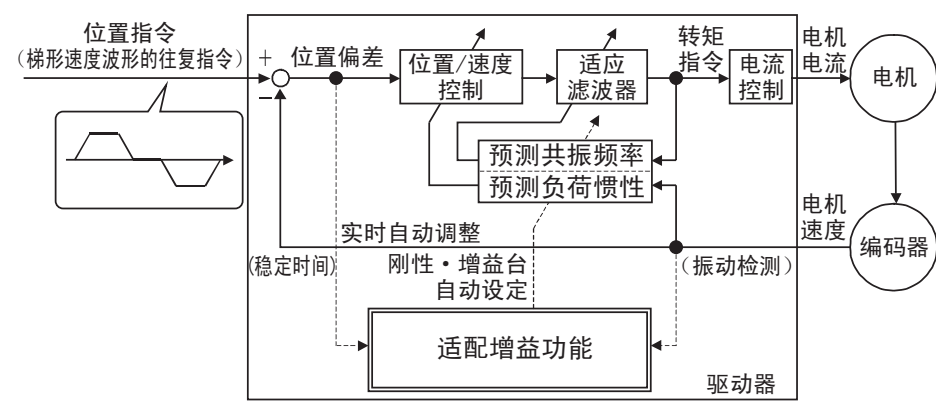 位置指令
（梯形速度波形的往复指令）
+
−
位置偏差
位置/速度
控制
适应
滤波器
转矩
指令
电流
控制
电机
电流
电机
预测共振频率
预测负荷惯性
实时自动调整
(稳定时间)
刚性・增益台
自动设定
（振动检测）
电机
速度
编码器
适配增益功能
驱动器